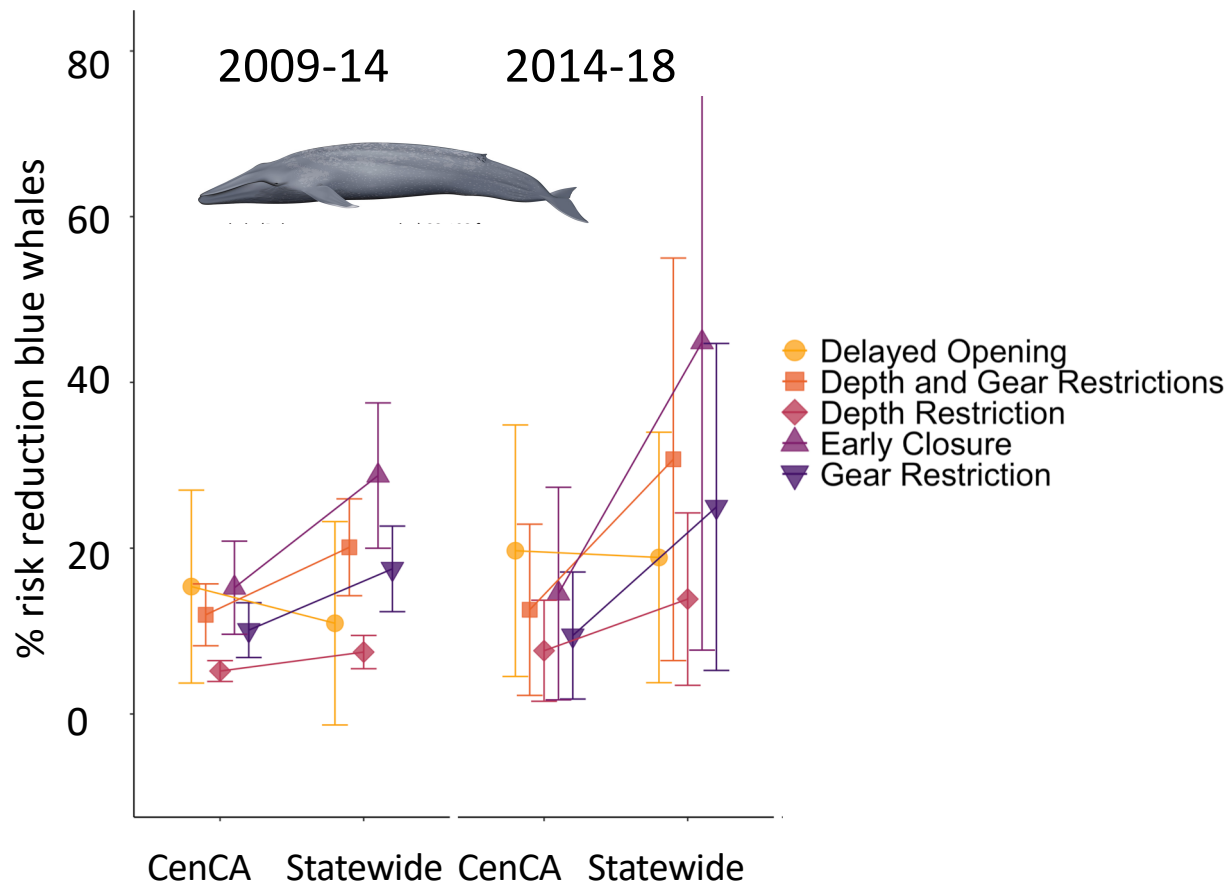 2009-14
2014-18
% risk reduction blue whales
80
60
40
20
0
CenCA
Statewide
CenCA
Statewide
Delayed Opening
Depth and Gear Restrictions
Depth Restriction
Early Closure
Gear Restriction